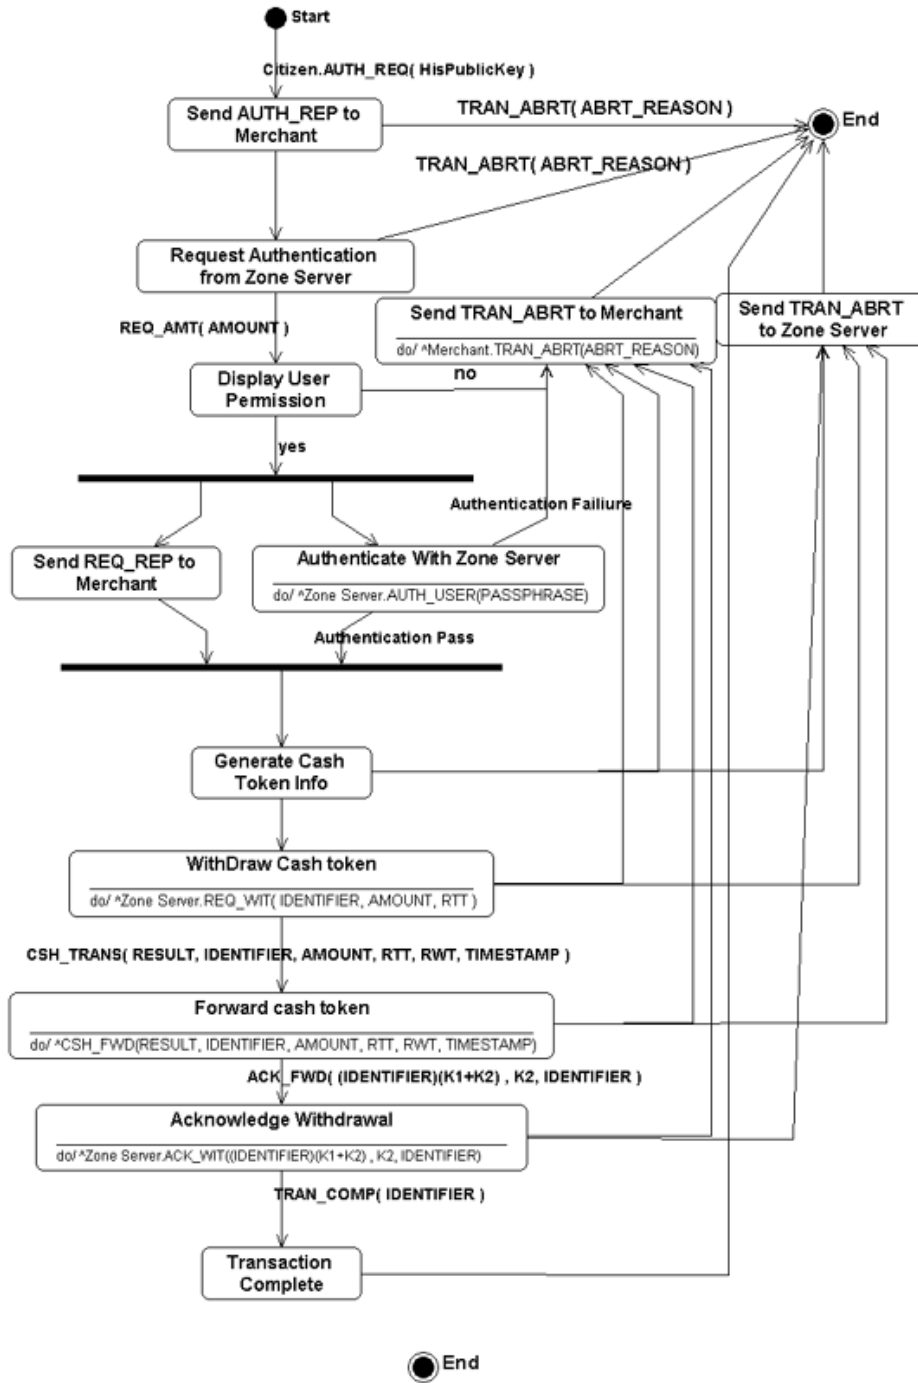 Start
Citizen.AUTH_REQ( HisPublicKey )
Send AUTH_REP to
Merchant
TRAN_ABRT( ABRT_REASON )
End
TRAN_ABRT( ABRT_REASON )
Request Authentication
from Zone Server
REQ_AMT( AMOUNT )
Send TRAN_ABRT to Merchant
do/ ^Merchant.TRAN_ABRT(ABRT_REASON)
Send TRAN_ABRT
to Zone Server
Display User
Permission
no
yes
Authentication Failiure
Send REQ_REP to
Merchant
Authenticate With Zone Server
do/ ^Zone Server.AUTH_USER(PASSPHRASE)
Authentication Pass
Generate Cash
Token Info
WithDraw Cash token
do/ ^Zone Server.REQ_WIT( IDENTIFIER, AMOUNT, RTT )
CSH_TRANS( RESULT, IDENTIFIER, AMOUNT, RTT, RWT, TIMESTAMP )
Forward cash token
do/ ^CSH_FWD(RESULT, IDENTIFIER, AMOUNT, RTT, RWT, TIMESTAMP)
ACK_FWD( (IDENTIFIER)(K1+K2) , K2, IDENTIFIER )
Acknowledge Withdrawal
do/ ^Zone Server.ACK_WIT((IDENTIFIER)(K1+K2) , K2, IDENTIFIER)
TRAN_COMP( IDENTIFIER )
Transaction
Complete
End